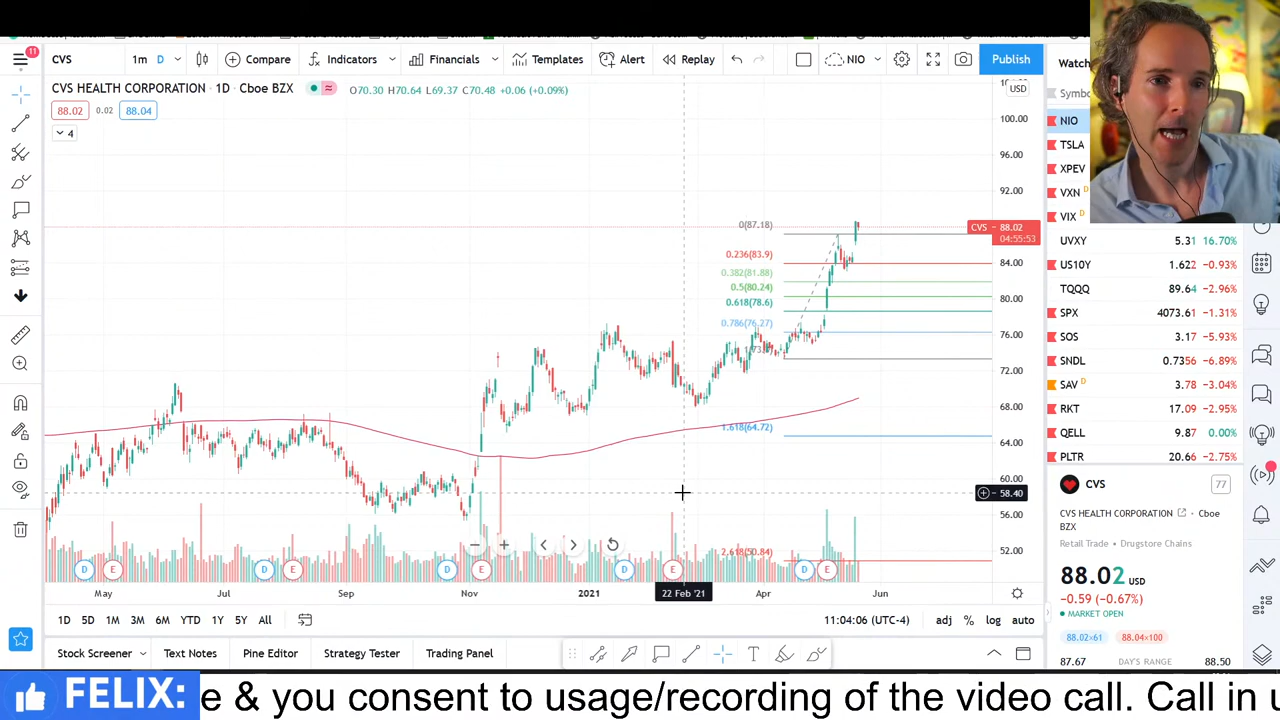 11
CVS
1m
D
Compare
Indicators
Financials
Templates
Alert
Replay
NIO
Publish
Watch
CVS HEALTH CORPORATION · 1D · Cboe BZX
O70.30 H70.64 L69.37 C70.48 +0.06 (+0.09%)
USD
Symbo
88.02
0.02
88.04
4
100.00
96.00
92.00
84.00
80.00
76.00
72.00
68.00
64.00
60.00
56.00
52.00
CVS 88.02
04:55:53
58.40
0(87.18)
0.236(83.9)
0.382(81.88)
0.5(80.24)
0.618(78.6)
0.786(76.27)
1.618(64.72)
2.618(50.84)
NIO
TSLA
XPEV
VXN D
VIX D
UVXY 5.31 16.70%
US10Y 1.622 −0.93%
TQQQ 89.64 −2.96%
SPX 4073.61 −1.31%
SOS 3.17 −5.93%
SNDL 0.7356 −6.89%
SAV D 3.78 −3.04%
RKT 17.09 −2.95%
QELL 9.87 0.00%
PLTR 20.66 −2.75%
CVS
77
CVS HEALTH CORPORATION · Cboe
BZX
Retail Trade • Drugstore Chains
88.02 USD
−0.59 (−0.67%)
MARKET OPEN
88.02×61
88.04×100
87.67 DAY'S RANGE 88.50
D E D E D E D E D E
May Jul Sep Nov 2021 22 Feb '21 Apr Jun
1D 5D 1M 3M 6M YTD 1Y 5Y All
11:04:06 (UTC-4)
adj % log auto
Stock Screener
Text Notes
Pine Editor
Strategy Tester
Trading Panel
FELIX:
e & you consent to usage/recording of the video call. Call in u